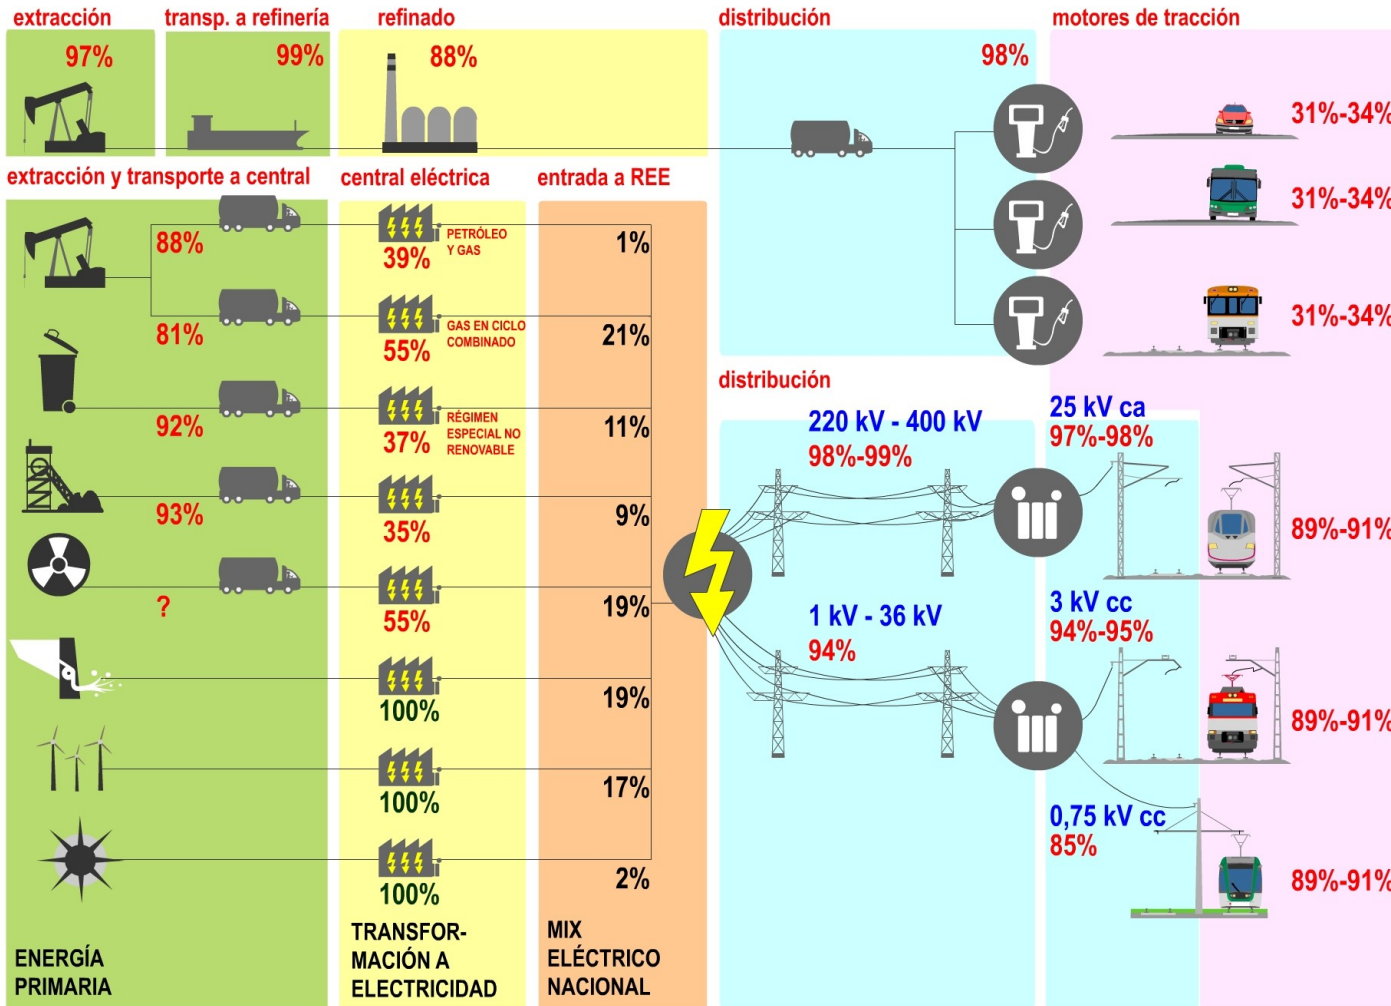 extracción
transp. a refinería
refinado
distribución
motores de tracción
97%
99%
88%
98%
31%-34%
31%-34%
31%-34%
extracción y transporte a central
central eléctrica
entrada a REE
88%
39%
PETRÓLEO
Y GAS
1%
81%
55%
GAS EN CICLO
COMBINADO
21%
92%
37%
RÉGIMEN
ESPECIAL NO
RENOVABLE
11%
93%
35%
9%
?
55%
19%
100%
19%
100%
17%
100%
2%
ENERGÍA
PRIMARIA
TRANSFOR-
MACIÓN A
ELECTRICIDAD
MIX
ELÉCTRICO
NACIONAL
distribución
220 kV - 400 kV
98%-99%
25 kV ca
97%-98%
89%-91%
1 kV - 36 kV
94%
3 kV cc
94%-95%
89%-91%
0,75 kV cc
85%
89%-91%